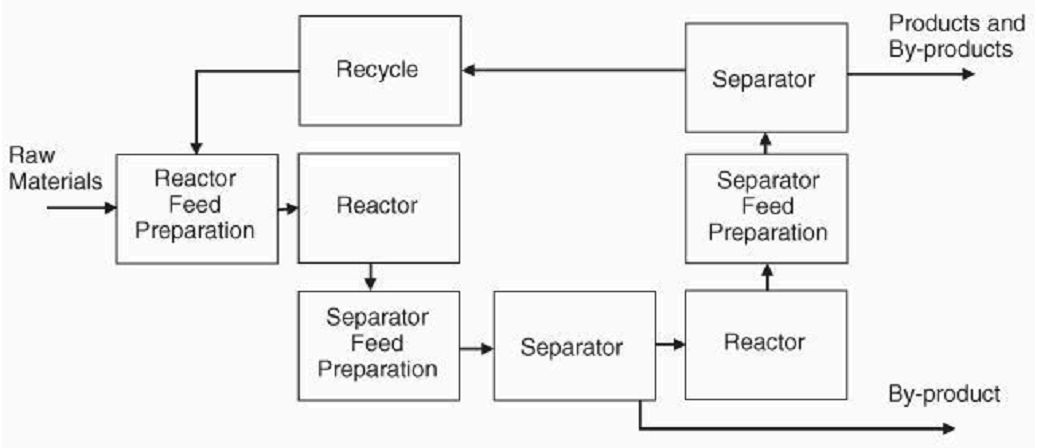 Products and
By-products
Recycle
Separator
Raw
Materials
Reactor
Feed
Preparation
Reactor
Separator
Feed
Preparation
Separator
Feed
Preparation
Separator
Reactor
By-product